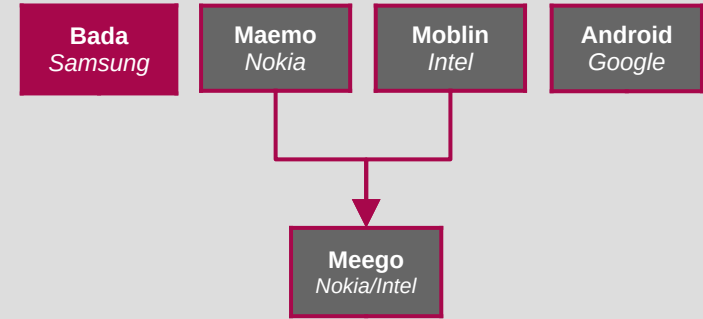 Bada
Samsung
Maemo
Nokia
Moblin
Intel
Android
Google
Meego
Nokia/Intel